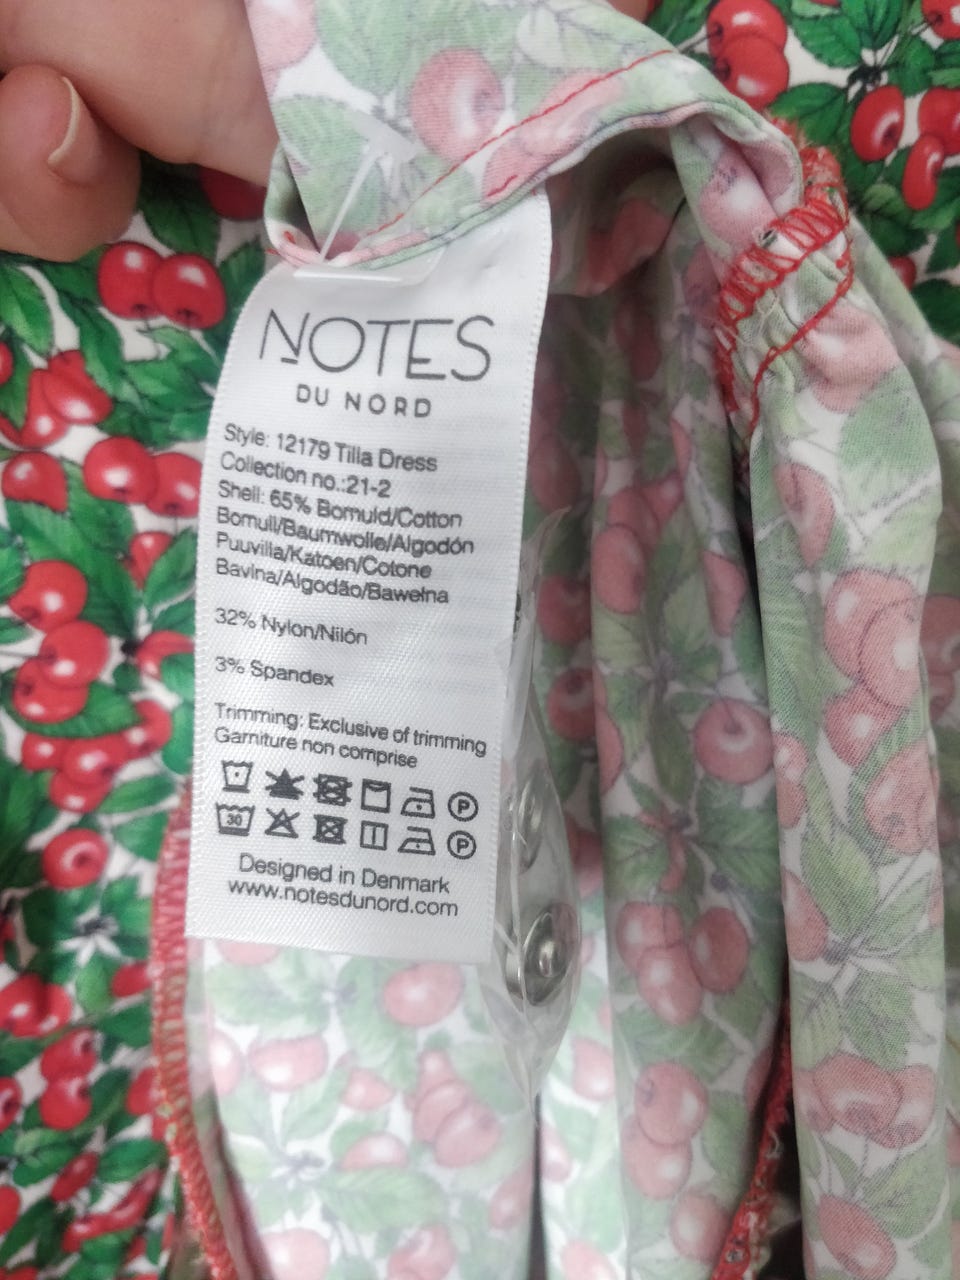 NOTES
DU NORD
Style: 12179 Tilla Dress
Collection no.:21-2
Shell: 65% Bomuld/Cotton
Bomull/Baumwolle/Algodón
Puuvilla/Katoen/Cotone
Bavlna/Algodão/Bawełna
32% Nylon/Nilón
3% Spandex
Trimming: Exclusive of trimming
Garniture non comprise
P
30 P
Designed in Denmark
www.notesdunord.com